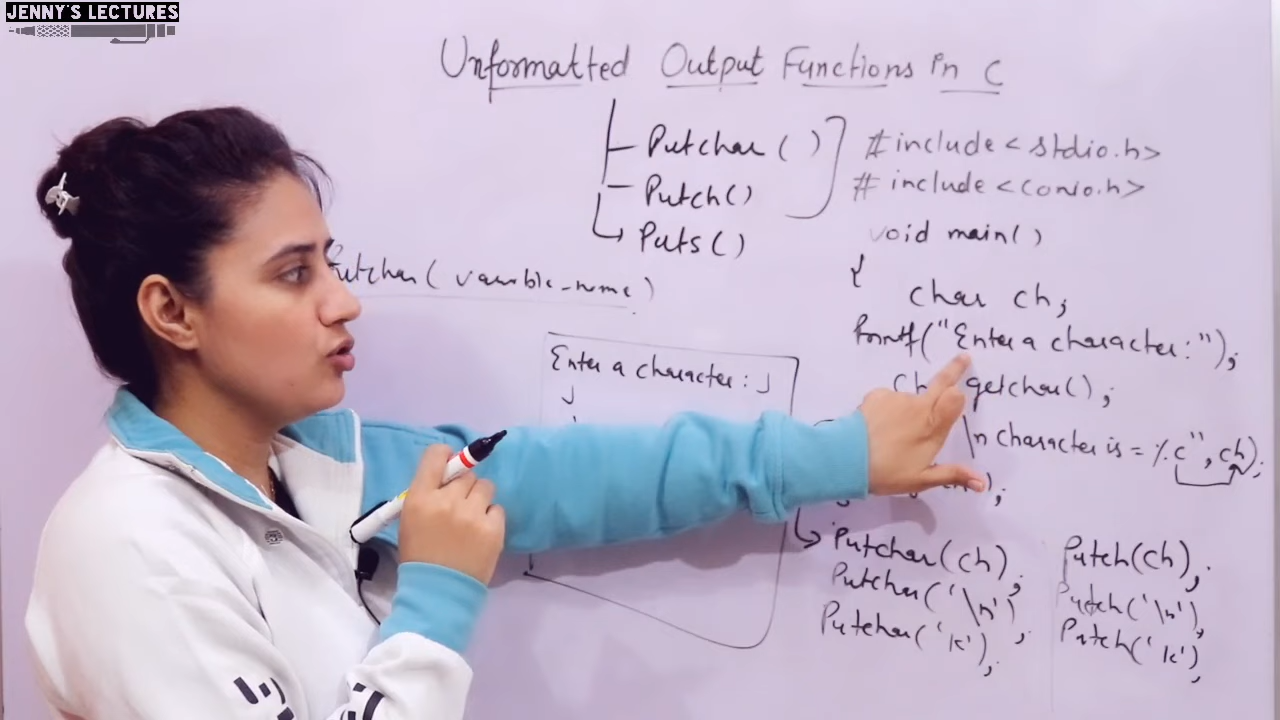 JENNY'S LECTURES
Unformatted Output Functions in C
Putchar ( )
Putch ( )
Puts ( )
Putchar ( variable_name )
Enter a character : J
J
#include < stdio.h>
# include < conio.h>
void main( )
{
char ch;
Printf("Enter a character: ");
ch getchar( );
\n Character is = %c", ch);
);
Putchar(ch);
Putchar('\n');
Putchar('k');
Putch(ch);
Putch('\n');
Putch('k');